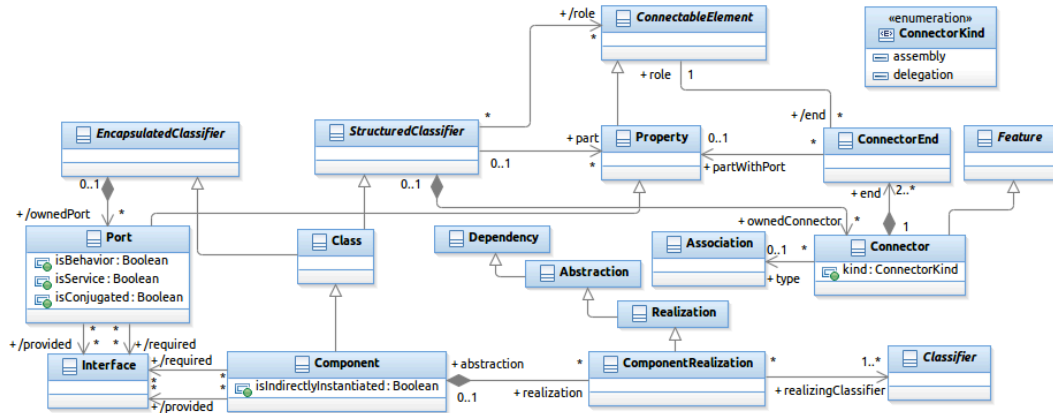 +/role
ConnectableElement
*
«enumeration»
ConnectorKind
assembly
delegation
+ role
1
EncapsulatedClassifier
StructuredClassifier
*
+ part
Property
0..1
+/end
*
ConnectorEnd
Feature
0..1
*
+ partWithPort
*
0..1
0..1
+/ownedPort
*
+ end
2..*
Port
isBehavior : Boolean
isService : Boolean
isConjugated : Boolean
Class
Dependency
+ ownedConnector
*
1
Association
0..1
*
+ type
Connector
kind : ConnectorKind
Abstraction
Realization
*
*
*
*
+/provided
+/required
Interface
+/required
*
*
*
*
+/provided
Component
isIndirectlyInstantiated : Boolean
+ abstraction
0..1
*
+ realization
ComponentRealization
*
1..*
+ realizingClassifier
Classifier